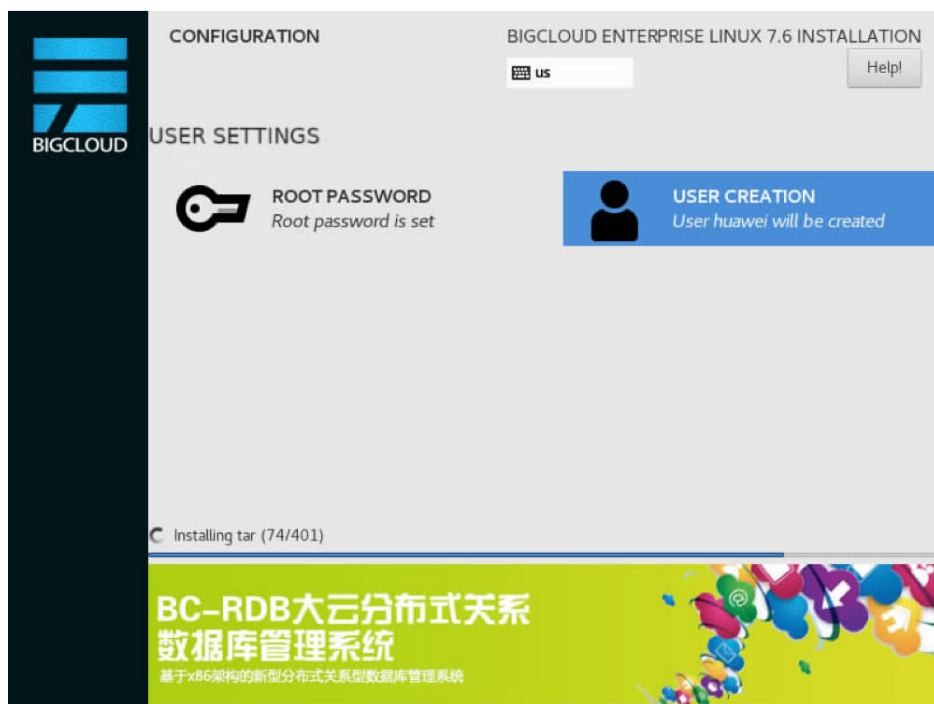 CONFIGURATION
BIGCLOUD ENTERPRISE LINUX 7.6 INSTALLATION
us
Help!
BIGCLOUD
USER SETTINGS
ROOT PASSWORD
Root password is set
USER CREATION
User huawei will be created
Installing tar (74/401)
BC-RDB大云分布式关系
数据库管理系统
基于x86架构的新型分布式关系型数据库管理系统